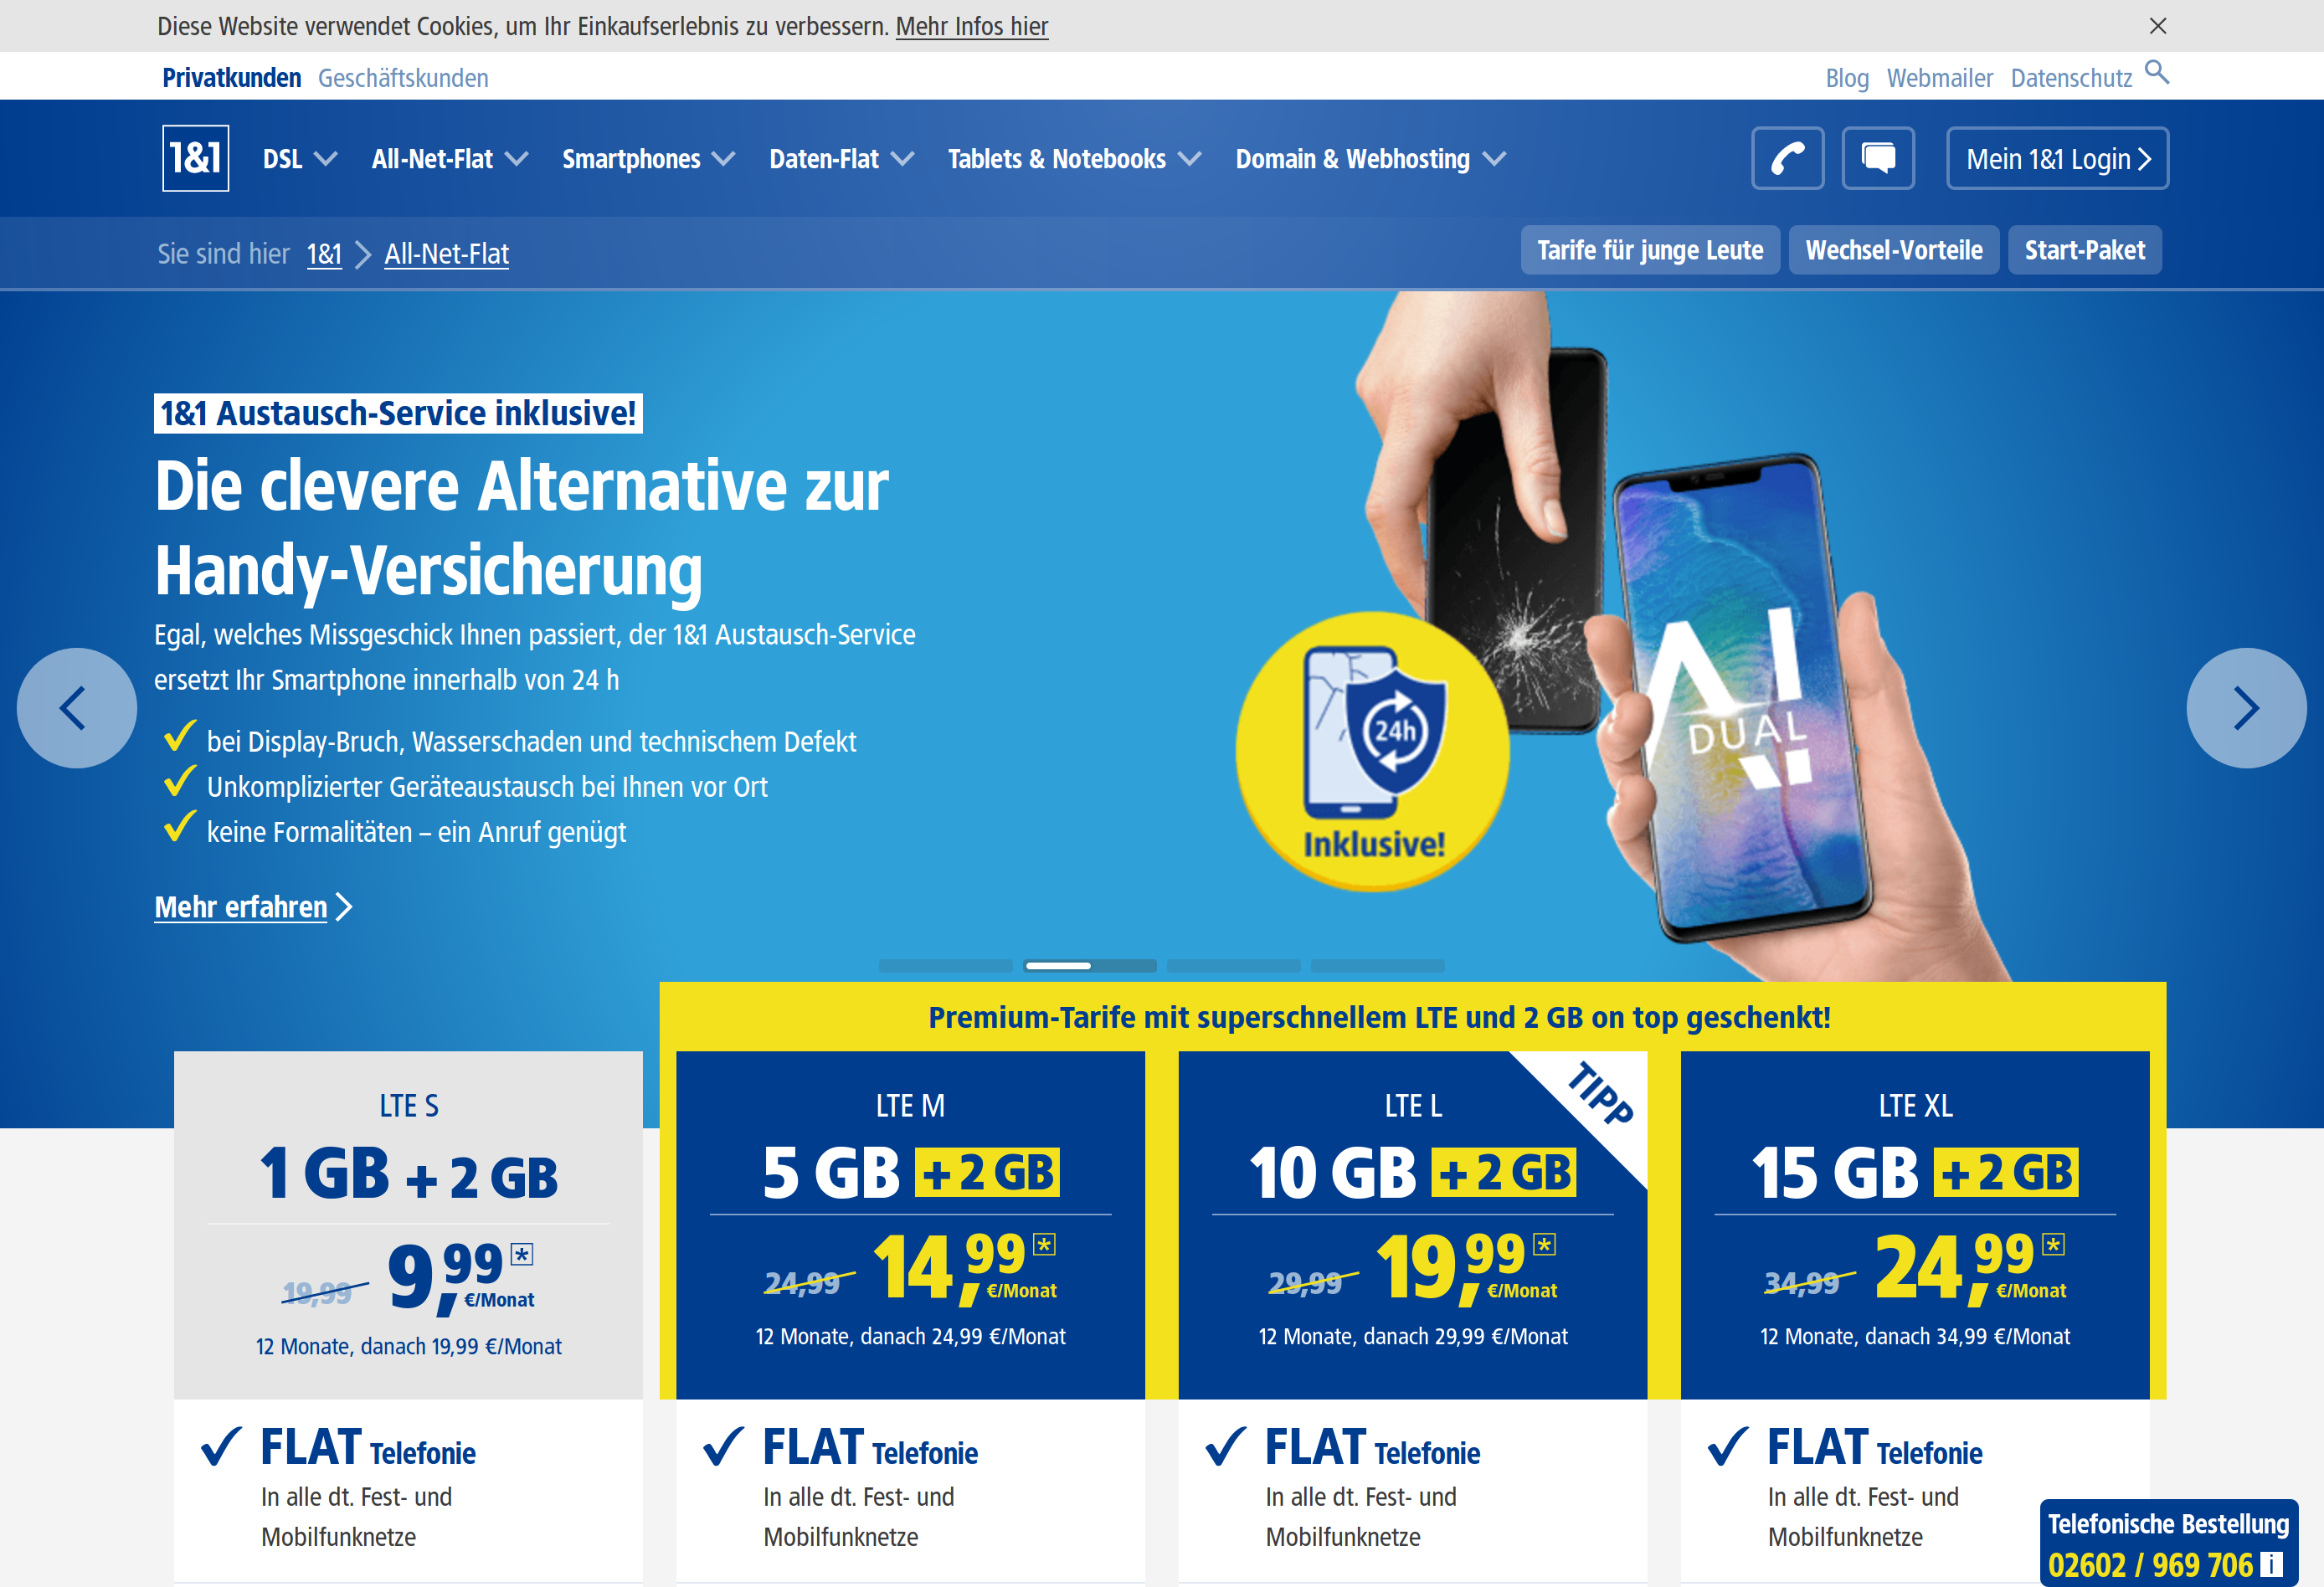 Diese Website verwendet Cookies, um Ihr Einkaufserlebnis zu verbessern. Mehr Infos hier
Privatkunden Geschäftskunden Blog Webmailer Datenschutz
1&1 DSL All-Net-Flat Smartphones Daten-Flat Tablets & Notebooks Domain & Webhosting Mein 1&1 Login
Sie sind hier 1&1 All-Net-Flat Tarife für junge Leute Wechsel-Vorteile Start-Paket
1&1 Austausch-Service inklusive!
Die clevere Alternative zur
Handy-Versicherung
Egal, welches Missgeschick Ihnen passiert, der 1&1 Austausch-Service
ersetzt Ihr Smartphone innerhalb von 24 h
bei Display-Bruch, Wasserschaden und technischem Defekt
Unkomplizierter Geräteaustausch bei Ihnen vor Ort
keine Formalitäten – ein Anruf genügt
Mehr erfahren
24h
Inklusive!
AI
DUAL
Premium-Tarife mit superschnellem LTE und 2 GB on top geschenkt!
LTE S
1 GB + 2 GB
19,99 9,99 *
€/Monat
12 Monate, danach 19,99 €/Monat
FLAT Telefonie
In alle dt. Fest- und
Mobilfunknetze
LTE M
5 GB + 2 GB
24,99 14,99 *
€/Monat
12 Monate, danach 24,99 €/Monat
FLAT Telefonie
In alle dt. Fest- und
Mobilfunknetze
TIPP
LTE L
10 GB + 2 GB
29,99 19,99 *
€/Monat
12 Monate, danach 29,99 €/Monat
FLAT Telefonie
In alle dt. Fest- und
Mobilfunknetze
LTE XL
15 GB + 2 GB
34,99 24,99 *
€/Monat
12 Monate, danach 34,99 €/Monat
FLAT Telefonie
In alle dt. Fest- und
Mobilfunknetze
Telefonische Bestellung
02602 / 969 706 i